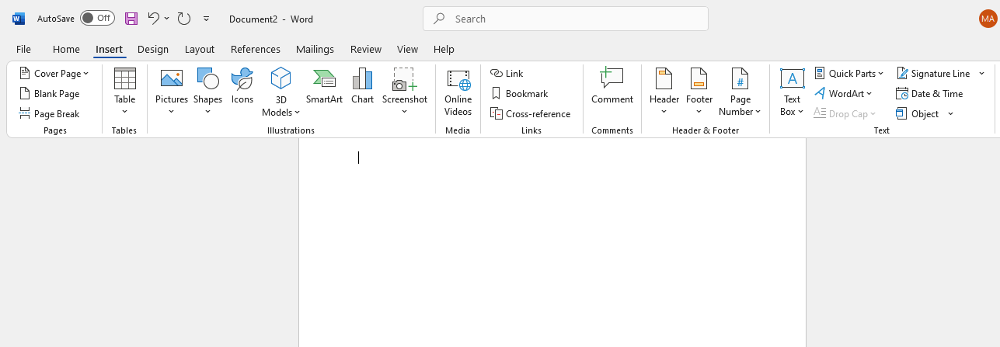 AutoSave Off Document2 - Word Search MA
File Home Insert Design Layout References Mailings Review View Help
Cover Page
Blank Page
Page Break
Pages
Table
Tables
Pictures
Shapes
Icons
3D
Models
SmartArt
Chart
Screenshot
Illustrations
Online
Videos
Media
Link
Bookmark
Cross-reference
Links
Comment
Comments
Header
Footer
Page
Number
Header & Footer
Text
Box
Quick Parts
WordArt
Drop Cap
Signature Line
Date & Time
Object
Text